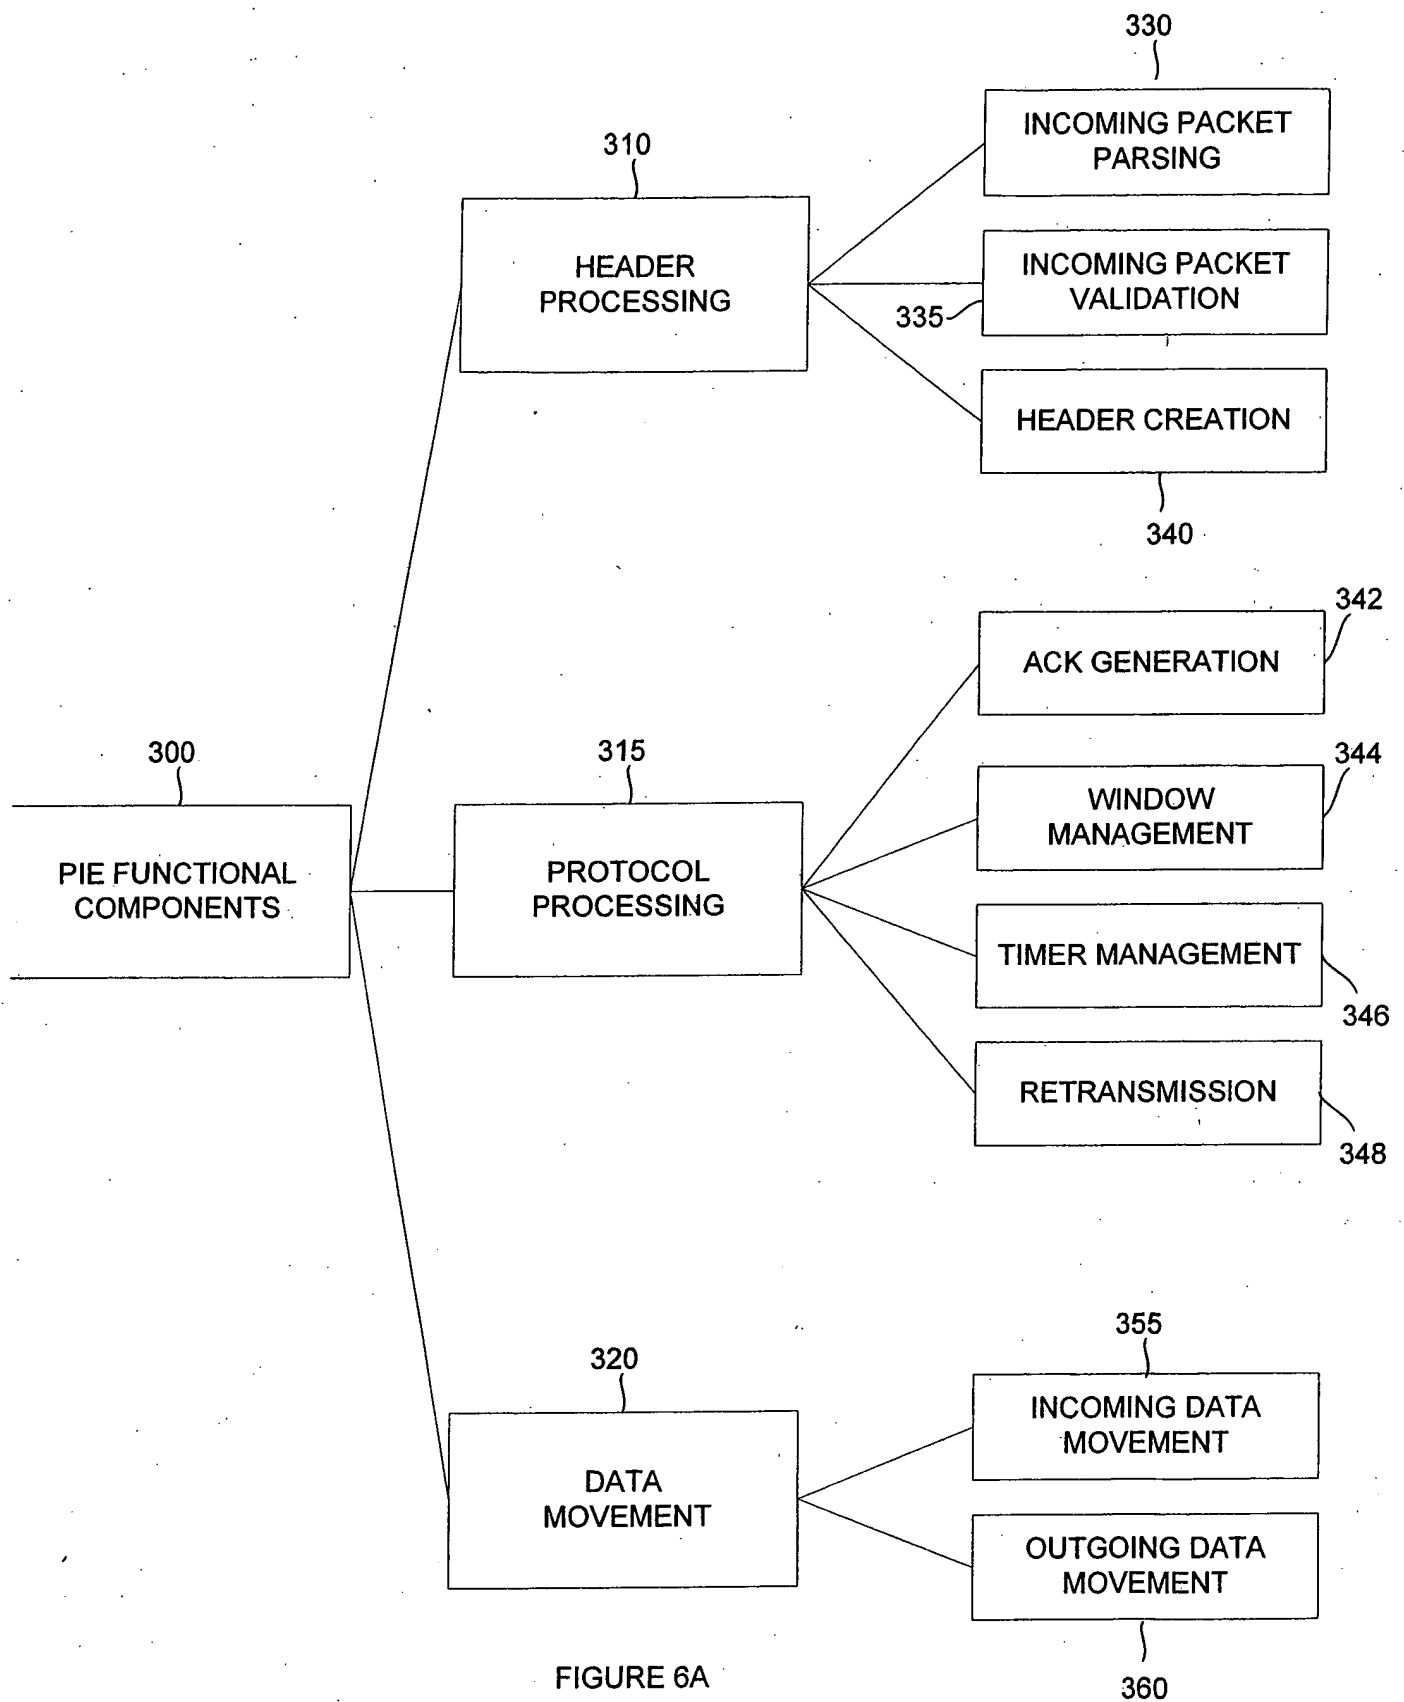 330
INCOMING PACKET
PARSING
310
HEADER
PROCESSING
INCOMING PACKET
VALIDATION
335
HEADER CREATION
340
342
ACK GENERATION
300
PIE FUNCTIONAL
COMPONENTS
315
PROTOCOL
PROCESSING
344
WINDOW
MANAGEMENT
TIMER MANAGEMENT
346
RETRANSMISSION
348
320
DATA
MOVEMENT
355
INCOMING DATA
MOVEMENT
OUTGOING DATA
MOVEMENT
360
FIGURE 6A